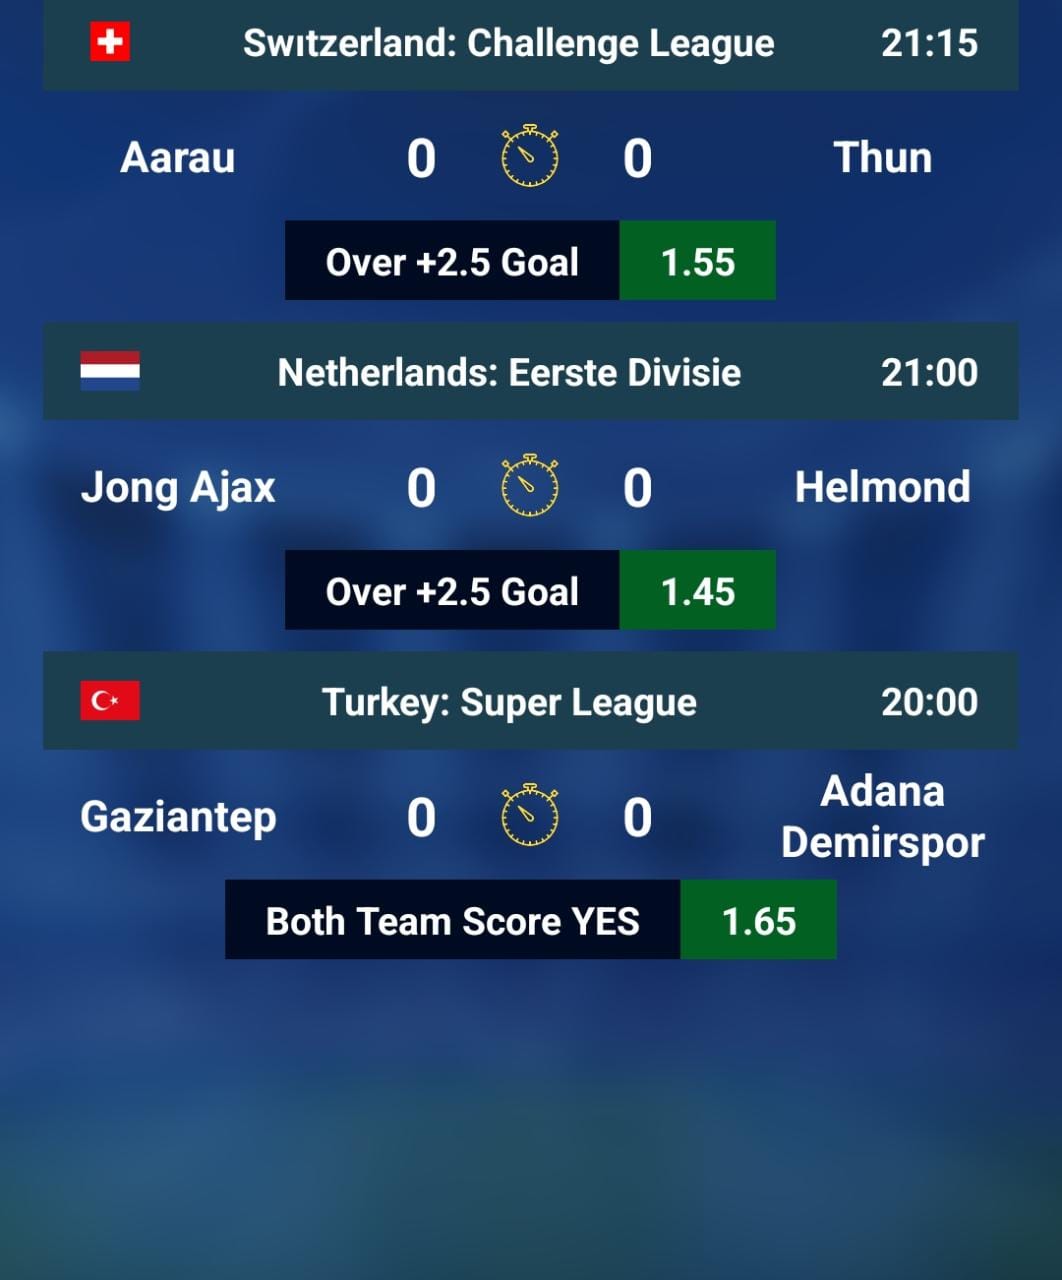 Swıtzerland: Challenge League 21:15
Aarau 0 0 Thun
Over +2.5 Goal 1.55
Netherlands: Eerste Divisie 21:00
Jong Ajax 0 0 Helmond
Over +2.5 Goal 1.45
Turkey: Super League 20:00
Gaziantep 0 0 Adana
Demirspor
Both Team Score YES 1.65